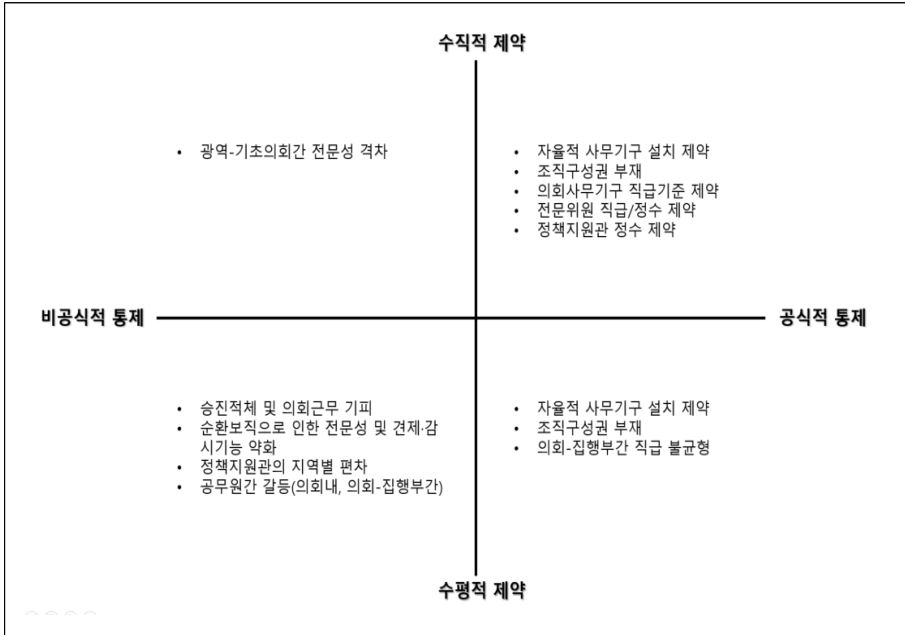 수직적 제약
• 광역-기초의회간 전문성 격차
• 자율적 사무기구 설치 제약
• 조직구성권 부재
• 의회사무기구 직급기준 제약
• 전문위원 직급/정수 제약
• 정책지원관 정수 제약
비공식적 통제
공식적 통제
• 승진적체 및 의회근무 기피
• 순환보직으로 인한 전문성 및 견제·감
시기능 약화
• 정책지원관의 지역별 편차
• 공무원간 갈등(의회내, 의회-집행부간)
• 자율적 사무기구 설치 제약
• 조직구성권 부재
• 의회-집행부간 직급 불균형
수평적 제약